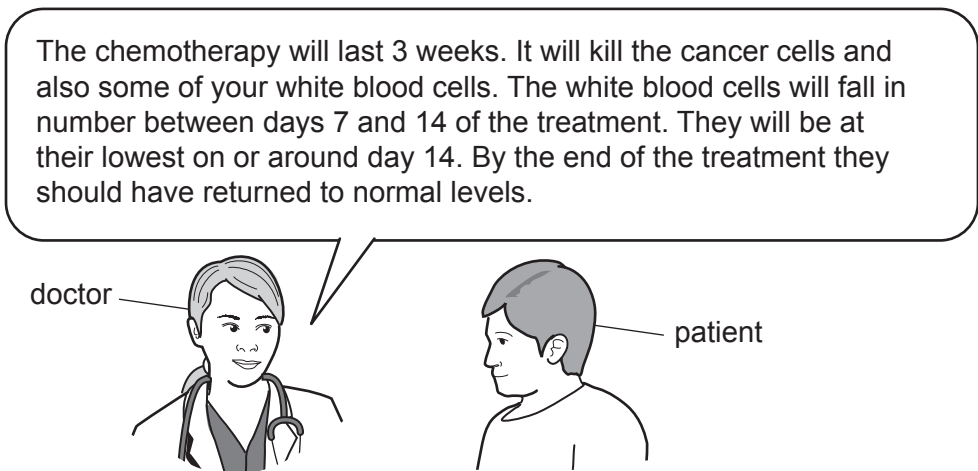 The chemotherapy will last 3 weeks. It will kill the cancer cells and
also some of your white blood cells. The white blood cells will fall in
number between days 7 and 14 of the treatment. They will be at
their lowest on or around day 14. By the end of the treatment they
should have returned to normal levels.
doctor
patient